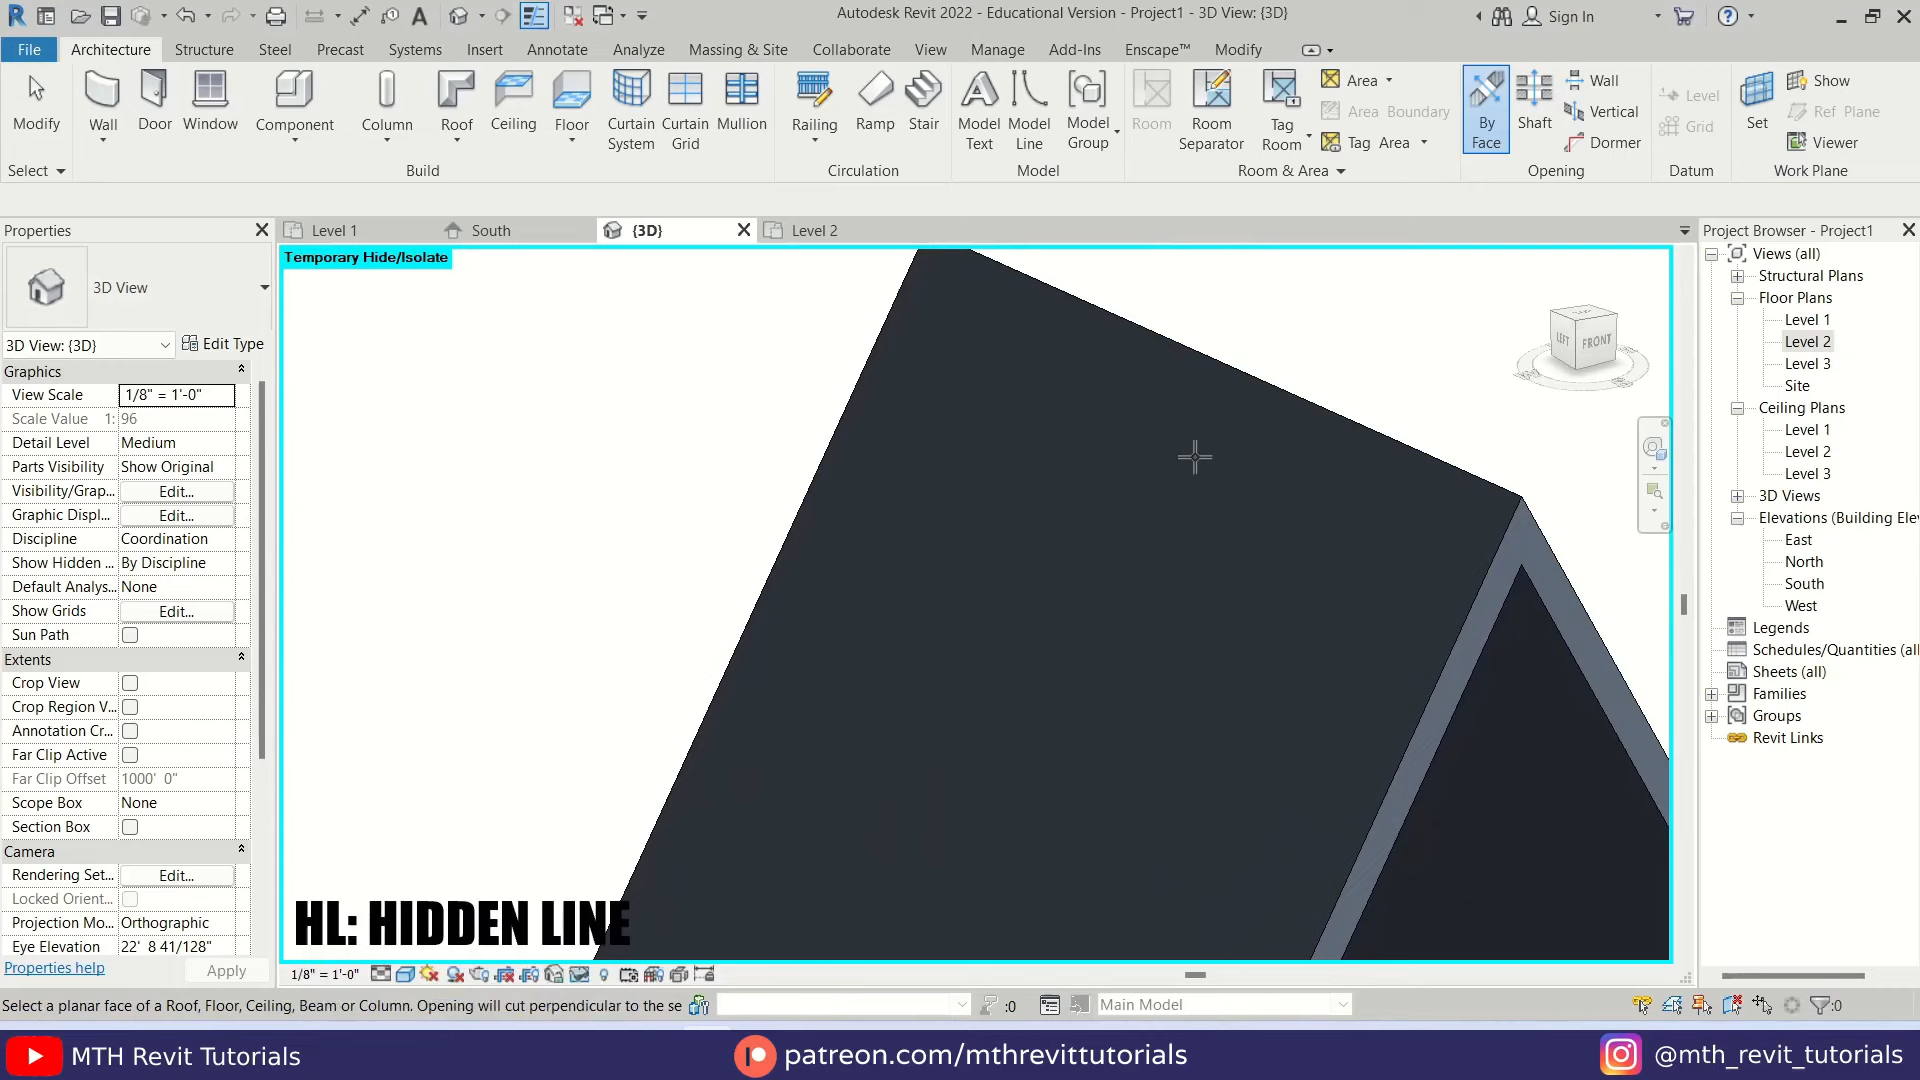 Autodesk Revit 2022 - Educational Version - Project1 - 3D View: {3D}
Sign In
File Architecture Structure Steel Precast Systems Insert Annotate Analyze Massing & Site Collaborate View Manage Add-Ins Enscape™ Modify
Modify
Wall Door Window Component Column Roof Ceiling Floor
Curtain System
Curtain Grid
Mullion
Railing Ramp Stair
Model Text
Model Line
Model Group
Room
Room Separator
Tag Room
Area
Area Boundary
Tag Area
By Face
Shaft
Wall
Vertical
Dormer
Level
Grid
Set
Show
Ref Plane
Viewer
Select Build Circulation Model Room & Area Opening Datum Work Plane
Properties
3D View
3D View: {3D} Edit Type
Graphics
View Scale 1/8" = 1'-0"
Scale Value 1: 96
Detail Level Medium
Parts Visibility Show Original
Visibility/Grap... Edit...
Graphic Displ... Edit...
Discipline Coordination
Show Hidden ... By Discipline
Default Analys... None
Show Grids Edit...
Sun Path
Extents
Crop View
Crop Region V...
Annotation Cr...
Far Clip Active
Far Clip Offset 1000' 0"
Scope Box None
Section Box
Camera
Rendering Set... Edit...
Locked Orient...
Projection Mo... Orthographic
Eye Elevation 22' 8 41/128"
Properties help Apply
Level 1 South {3D} Level 2
Temporary Hide/Isolate
LEFT FRONT
HL: HIDDEN LINE
1/8" = 1'-0"
Project Browser - Project1
Views (all)
Structural Plans
Floor Plans
Level 1
Level 2
Level 3
Site
Ceiling Plans
Level 1
Level 2
Level 3
3D Views
Elevations (Building Ele
East
North
South
West
Legends
Schedules/Quantities (all
Sheets (all)
Families
Groups
Revit Links
Select a planar face of a Roof, Floor, Ceiling, Beam or Column. Opening will cut perpendicular to the se
:0
Main Model
:0
MTH Revit Tutorials
patreon.com/mthrevittutorials
@mth_revit_tutorials